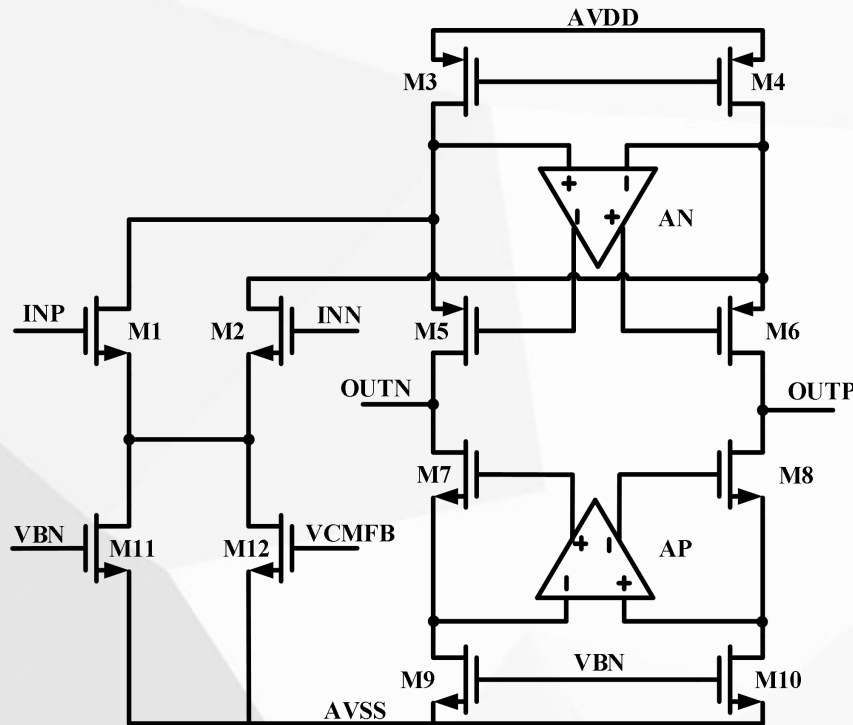 AVDD
M3
M4
+ −
AN
− +
INP
M1
M2
INN
M5
M6
OUTN
OUTP
M7
M8
VBN
M11
M12
VCMFB
+ −
AP
− +
M9
VBN
M10
AVSS